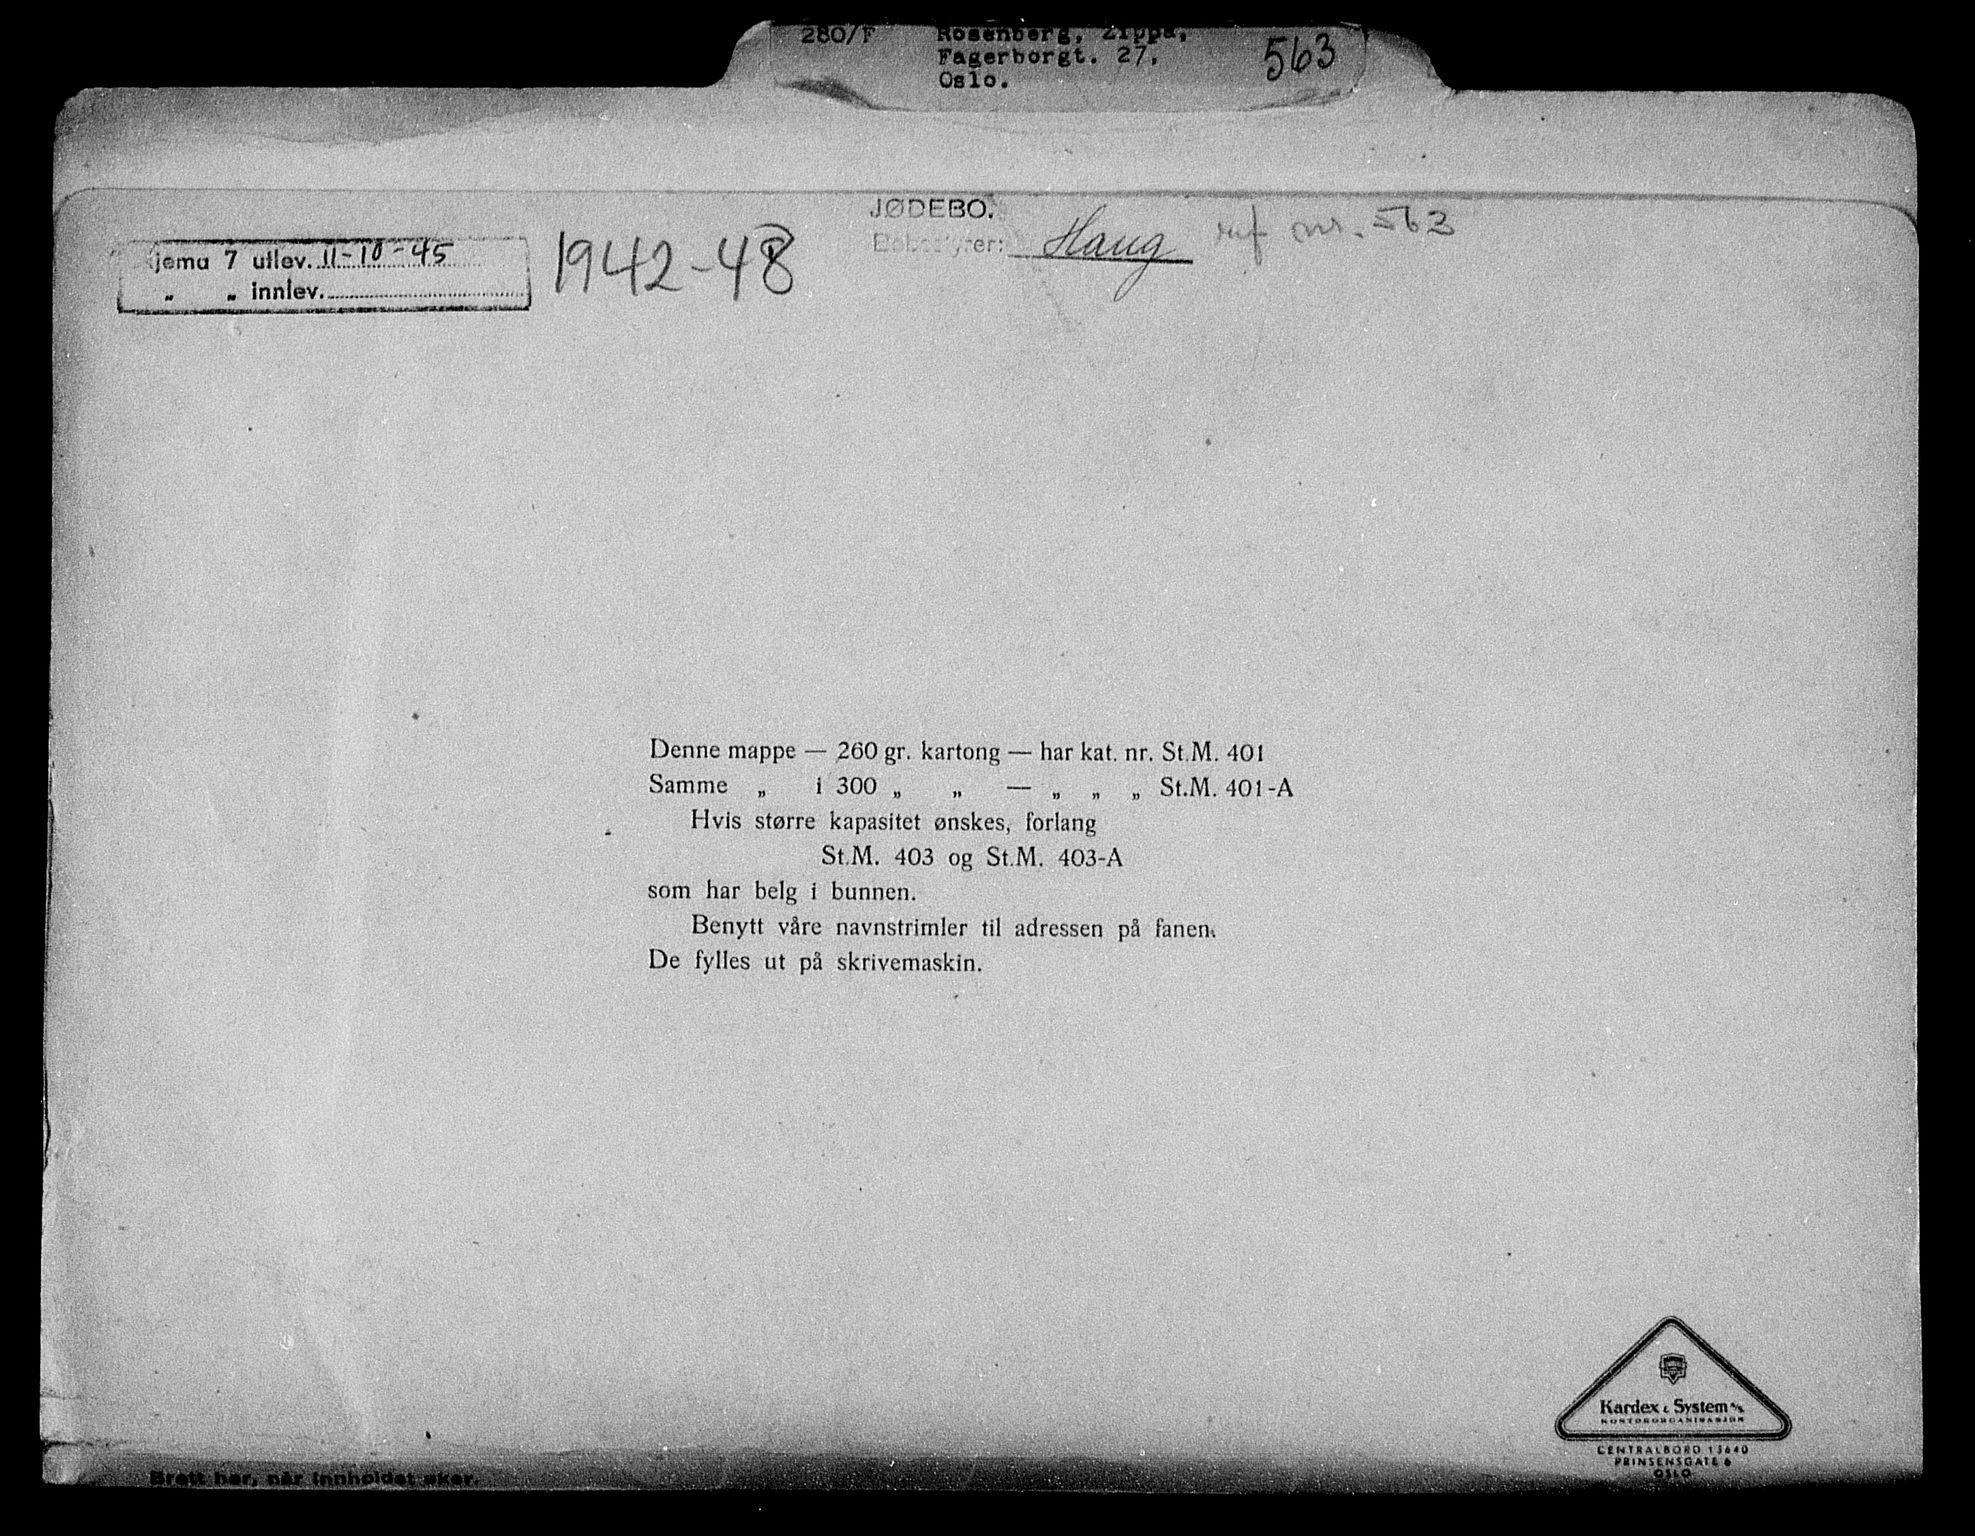 280/F Rosenberg, Zippa,
Fagerborgt. 27,
Oslo.
563
JØDEBO.
Bobestyrer: Haug
nr. 563
jema 7 utlev. 11-10-45
„ „ innlev.
1942-48
Denne mappe — 260 gr. kartong — har kat. nr. St.M. 401
Samme „ i 300 „ „ — „ „ „ St.M. 401-A
Hvis større kapasitet ønskes, forlang
St.M. 403 og St.M. 403-A
som har belg i bunnen.
Benytt våre navnstrimler til adressen på fanen.
De fylles ut på skrivemaskin.
Kardex & System A/S
KONTORORGANISASJON
CENTRALBORD 13640
PRINSENSGATE 6
OSLO
Brett her, når innholdet øker.